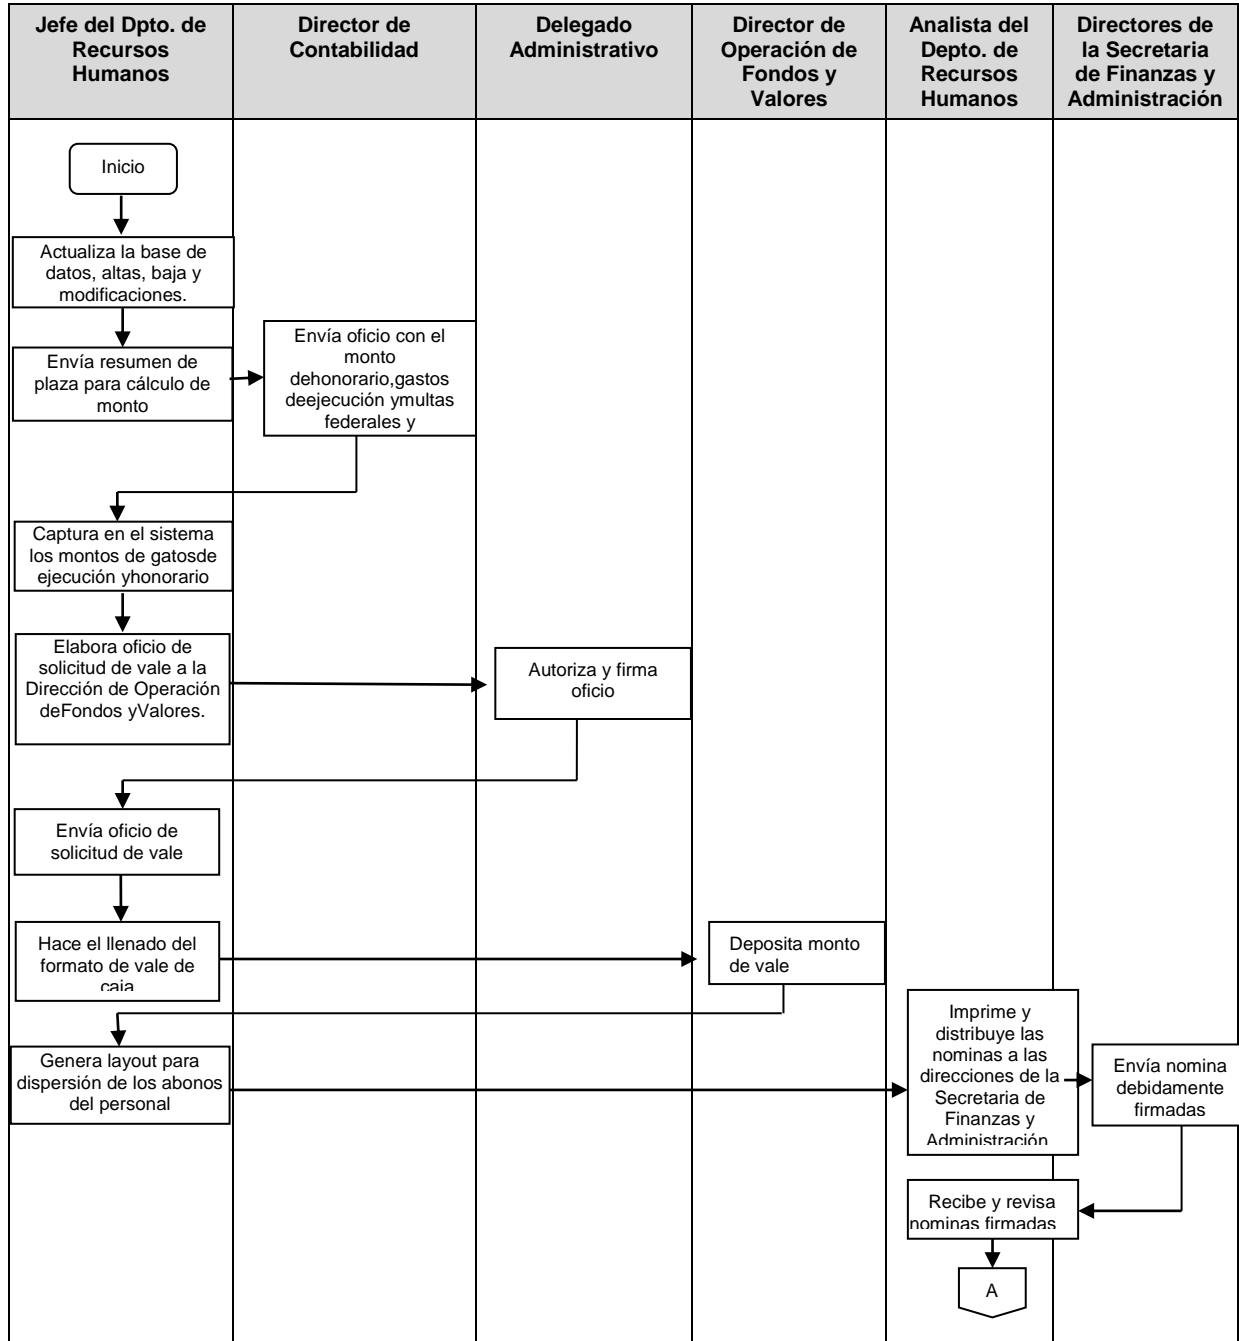 Jefe del Dpto. de
Recursos
Humanos
Director de
Contabilidad
Delegado
Administrativo
Director de
Operación de
Fondos y
Valores
Analista del
Depto. de
Recursos
Humanos
Directores de
la Secretaria
de Finanzas y
Administración
Inicio
Actualiza la base de
datos, altas, baja y
modificaciones.
Envía resumen de
plaza para cálculo de
monto
Envía oficio con el
monto
dehonorario,gastos
deejecución ymultas
federales y
Captura en el sistema
los montos de gatosde
ejecución yhonorario
Elabora oficio de
solicitud de vale a la
Dirección de Operación
deFondos yValores.
Autoriza y firma
oficio
Envía oficio de
solicitud de vale
Hace el llenado del
formato de vale de
caja
Deposita monto
de vale
Genera layout para
dispersión de los abonos
del personal
Imprime y
distribuye las
nominas a las
direcciones de la
Secretaria de
Finanzas y
Administración
Envía nomina
debidamente
firmadas
Recibe y revisa
nominas firmadas
A